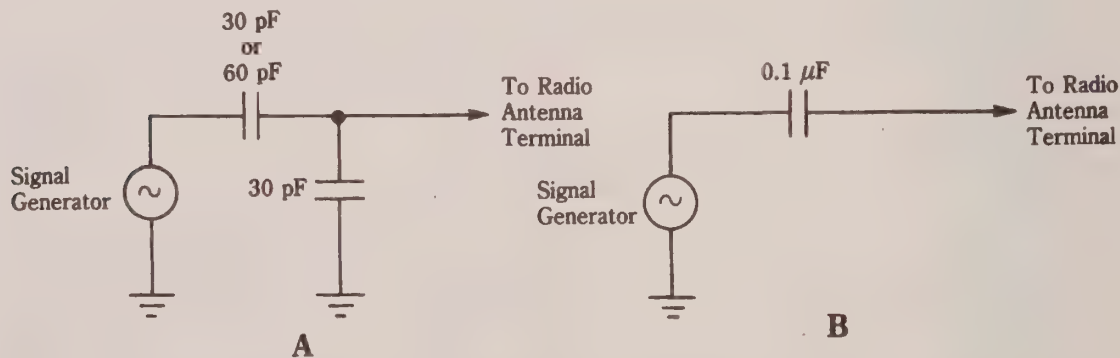 30 pF
or
60 pF
To Radio
Antenna
Terminal
Signal
Generator
30 pF
A
0.1 μF
To Radio
Antenna
Terminal
Signal
Generator
B